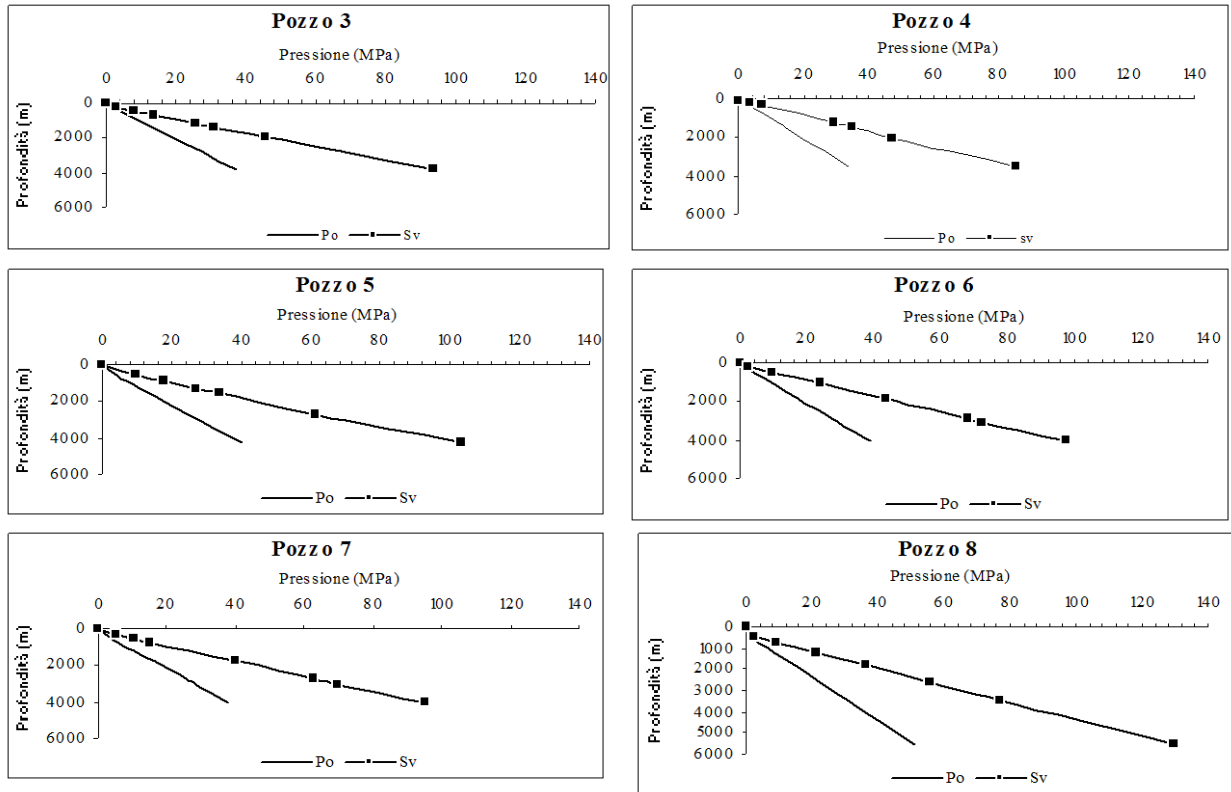 Pozzo 3
Pressione (MPa)
0 20 40 60 80 100 120 140
Profondità (m)
0
2000
4000
6000
Po Sv
Pozzo 4
Pressione (MPa)
0 20 40 60 80 100 120 140
Profondità (m)
0
2000
4000
6000
Po sv
Pozzo 5
Pressione (MPa)
0 20 40 60 80 100 120 140
Profondità (m)
0
2000
4000
6000
Po Sv
Pozzo 6
Pressione (MPa)
0 20 40 60 80 100 120 140
Profondità (m)
0
2000
4000
6000
Po Sv
Pozzo 7
Pressione (MPa)
0 20 40 60 80 100 120 140
Profondità (m)
0
2000
4000
6000
Po Sv
Pozzo 8
Pressione (MPa)
0 20 40 60 80 100 120 140
Profondità (m)
0
1000
2000
3000
4000
5000
6000
Po Sv